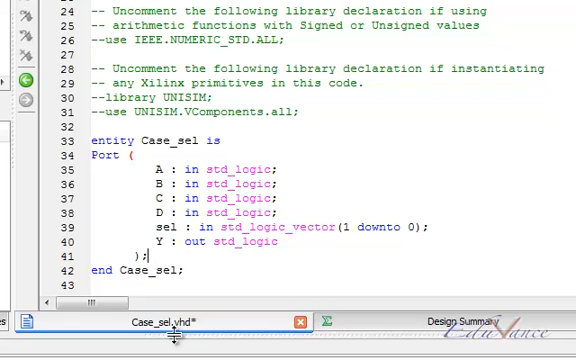 24 -- Uncomment the following library declaration if using
25 -- arithmetic functions with Signed or Unsigned values
26 --use IEEE.NUMERIC_STD.ALL;
27
28 -- Uncomment the following library declaration if instantiating
29 -- any Xilinx primitives in this code.
30 --library UNISIM;
31 --use UNISIM.VComponents.all;
32
33 entity Case_sel is
34 Port (
35 A : in std_logic;
36 B : in std_logic;
37 C : in std_logic;
38 D : in std_logic;
39 sel : in std_logic_vector(1 downto 0);
40 Y : out std_logic
41 );
42 end Case_sel;
43
Case_sel.vhd* Design Summary
EduVance